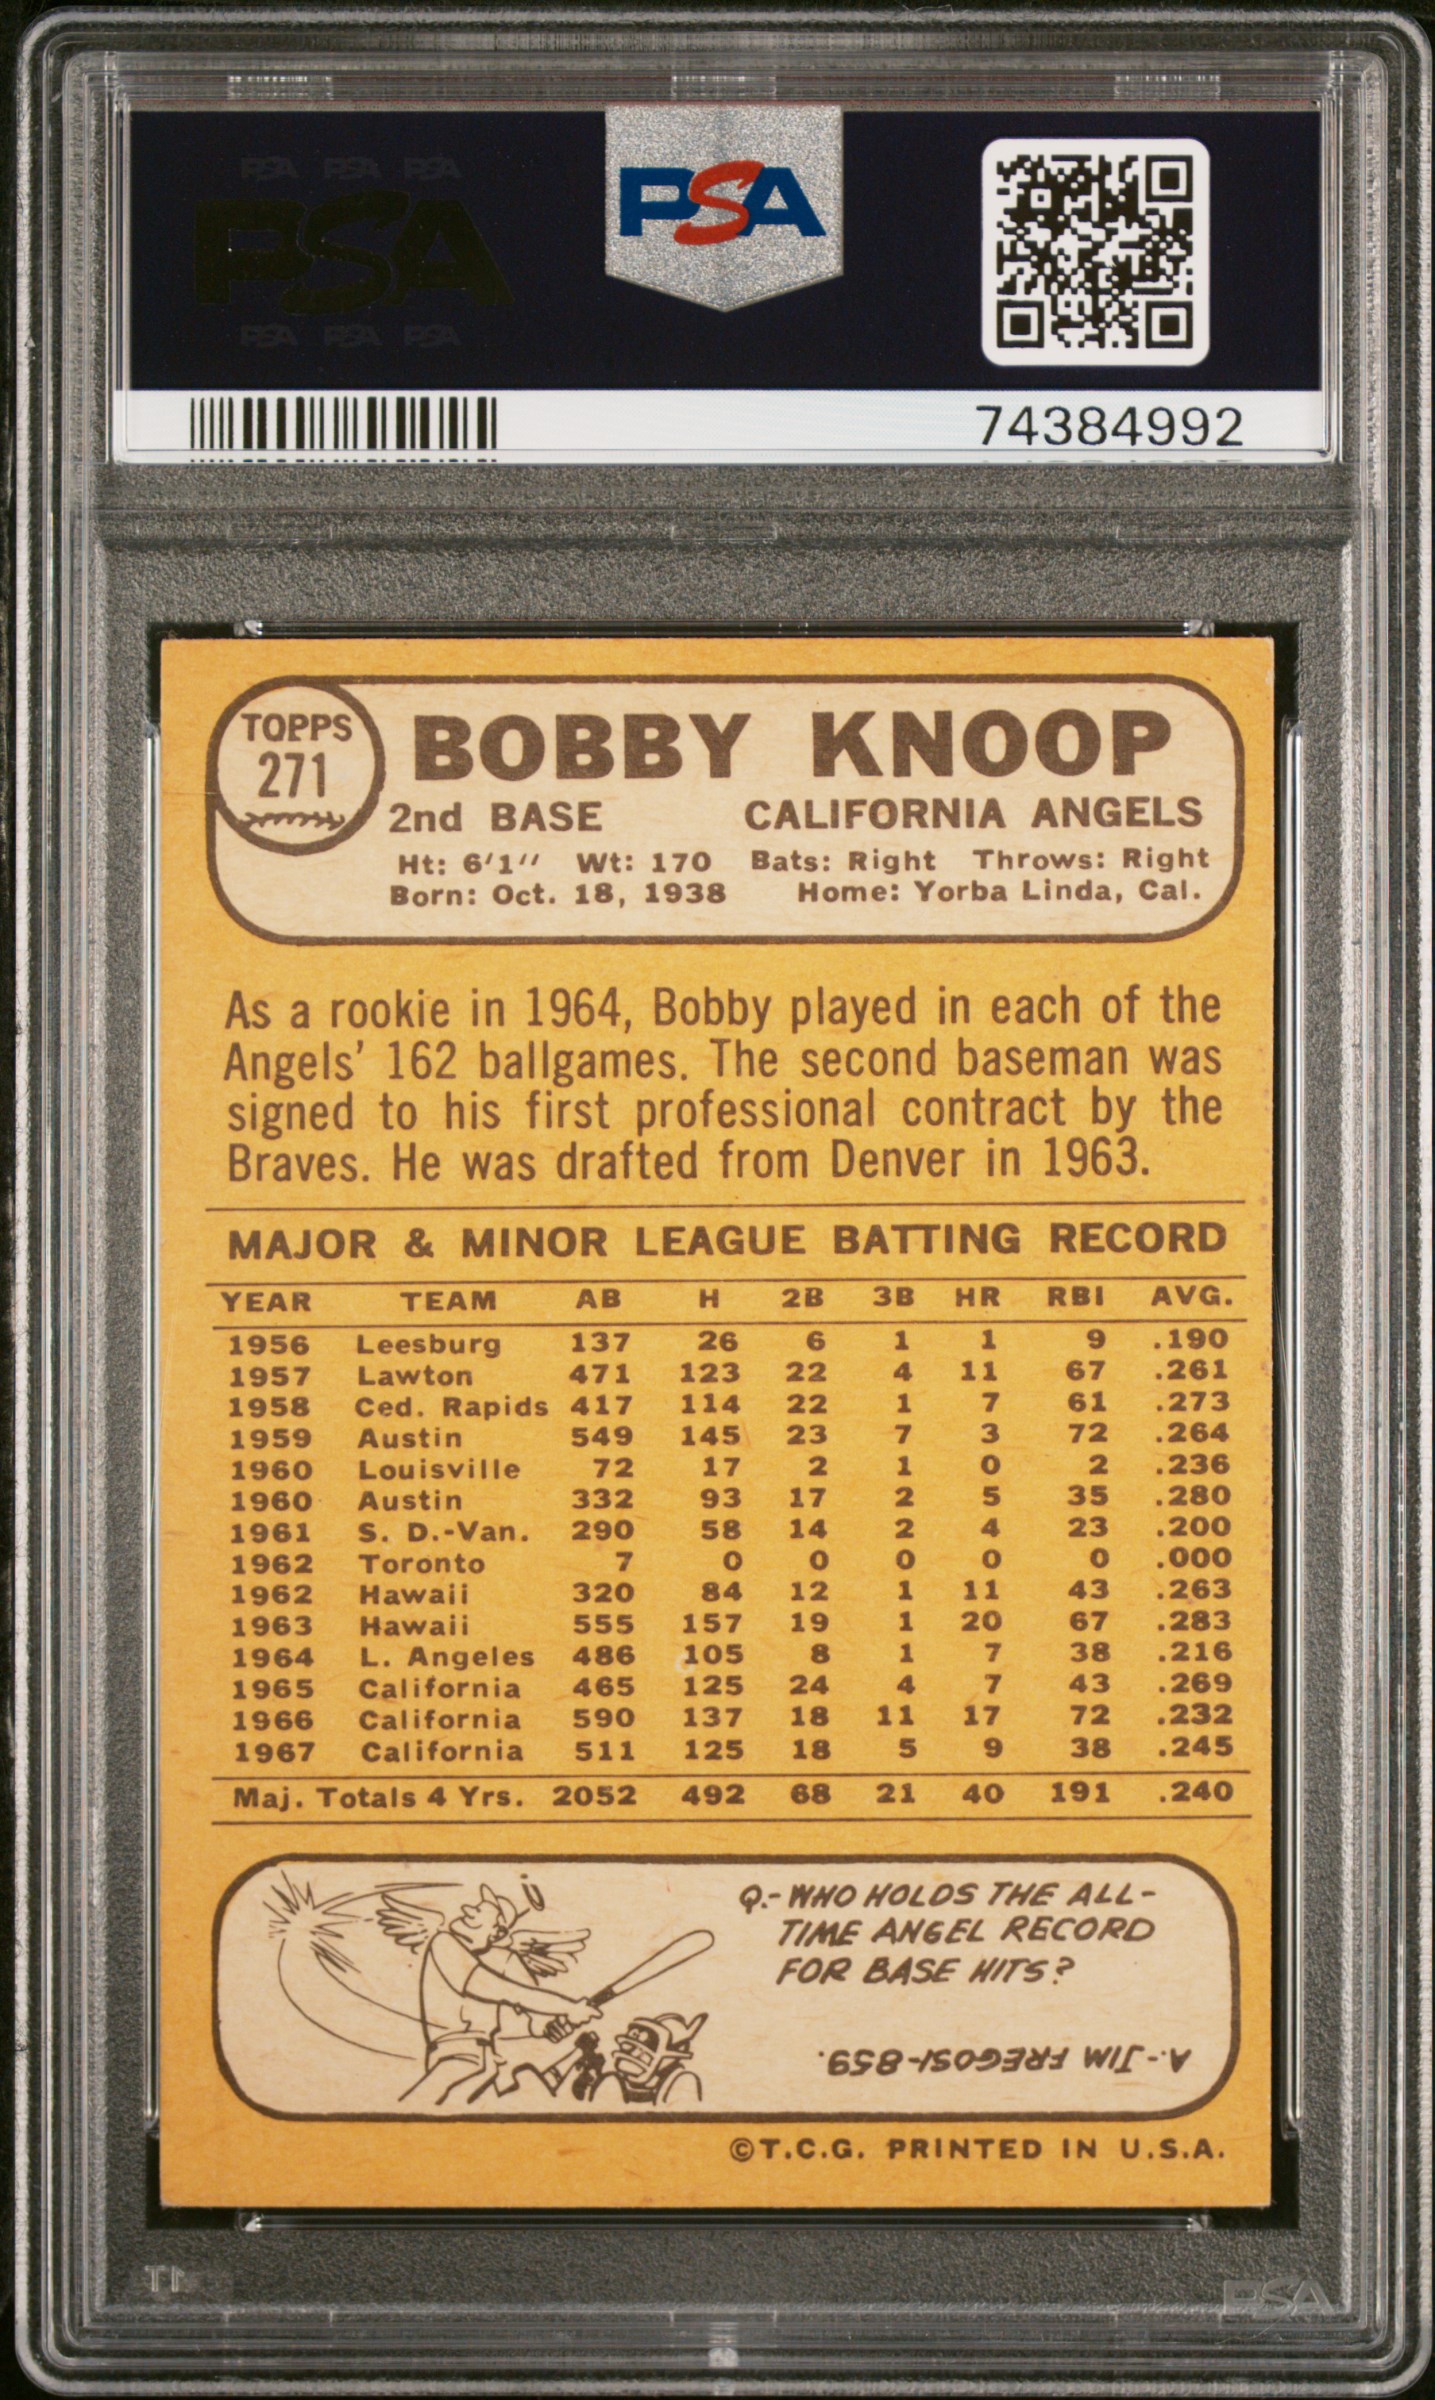 PSA PSA PSA
PSA
PSA PSA PSA
PSA
74384992
TOPPS
271
BOBBY KNOOP
2nd BASE CALIFORNIA ANGELS
Ht: 6'1'' Wt: 170 Bats: Right Throws: Right
Born: Oct. 18, 1938 Home: Yorba Linda, Cal.
As a rookie in 1964, Bobby played in each of the
Angels' 162 ballgames. The second baseman was
signed to his first professional contract by the
Braves. He was drafted from Denver in 1963.
MAJOR & MINOR LEAGUE BATTING RECORD
YEAR TEAM AB H 2B 3B HR RBI AVG.
1956 Leesburg 137 26 6 1 1 9 .190
1957 Lawton 471 123 22 4 11 67 .261
1958 Ced. Rapids 417 114 22 1 7 61 .273
1959 Austin 549 145 23 7 3 72 .264
1960 Louisville 72 17 2 1 0 2 .236
1960 Austin 332 93 17 2 5 35 .280
1961 S. D.-Van. 290 58 14 2 4 23 .200
1962 Toronto 7 0 0 0 0 0 .000
1962 Hawaii 320 84 12 1 11 43 .263
1963 Hawaii 555 157 19 1 20 67 .283
1964 L. Angeles 486 105 8 1 7 38 .216
1965 California 465 125 24 4 7 43 .269
1966 California 590 137 18 11 17 72 .232
1967 California 511 125 18 5 9 38 .245
Maj. Totals 4 Yrs. 2052 492 68 21 40 191 .240
Q.- WHO HOLDS THE ALL-
TIME ANGEL RECORD
FOR BASE HITS?
A.- JIM FREGOSI-859.
©T.C.G. PRINTED IN U.S.A.
PSA